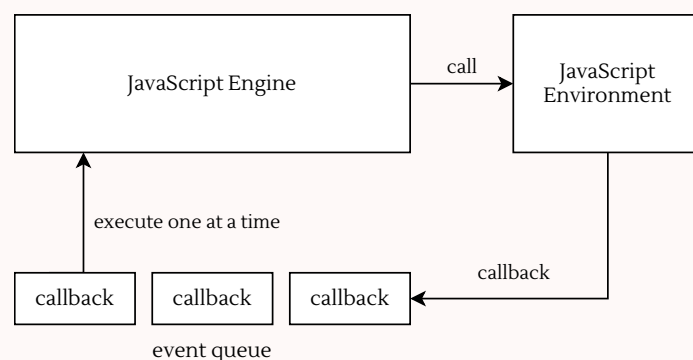 JavaScript Engine
call
JavaScript
Environment
execute one at a time
callback
callback
callback
callback
event queue